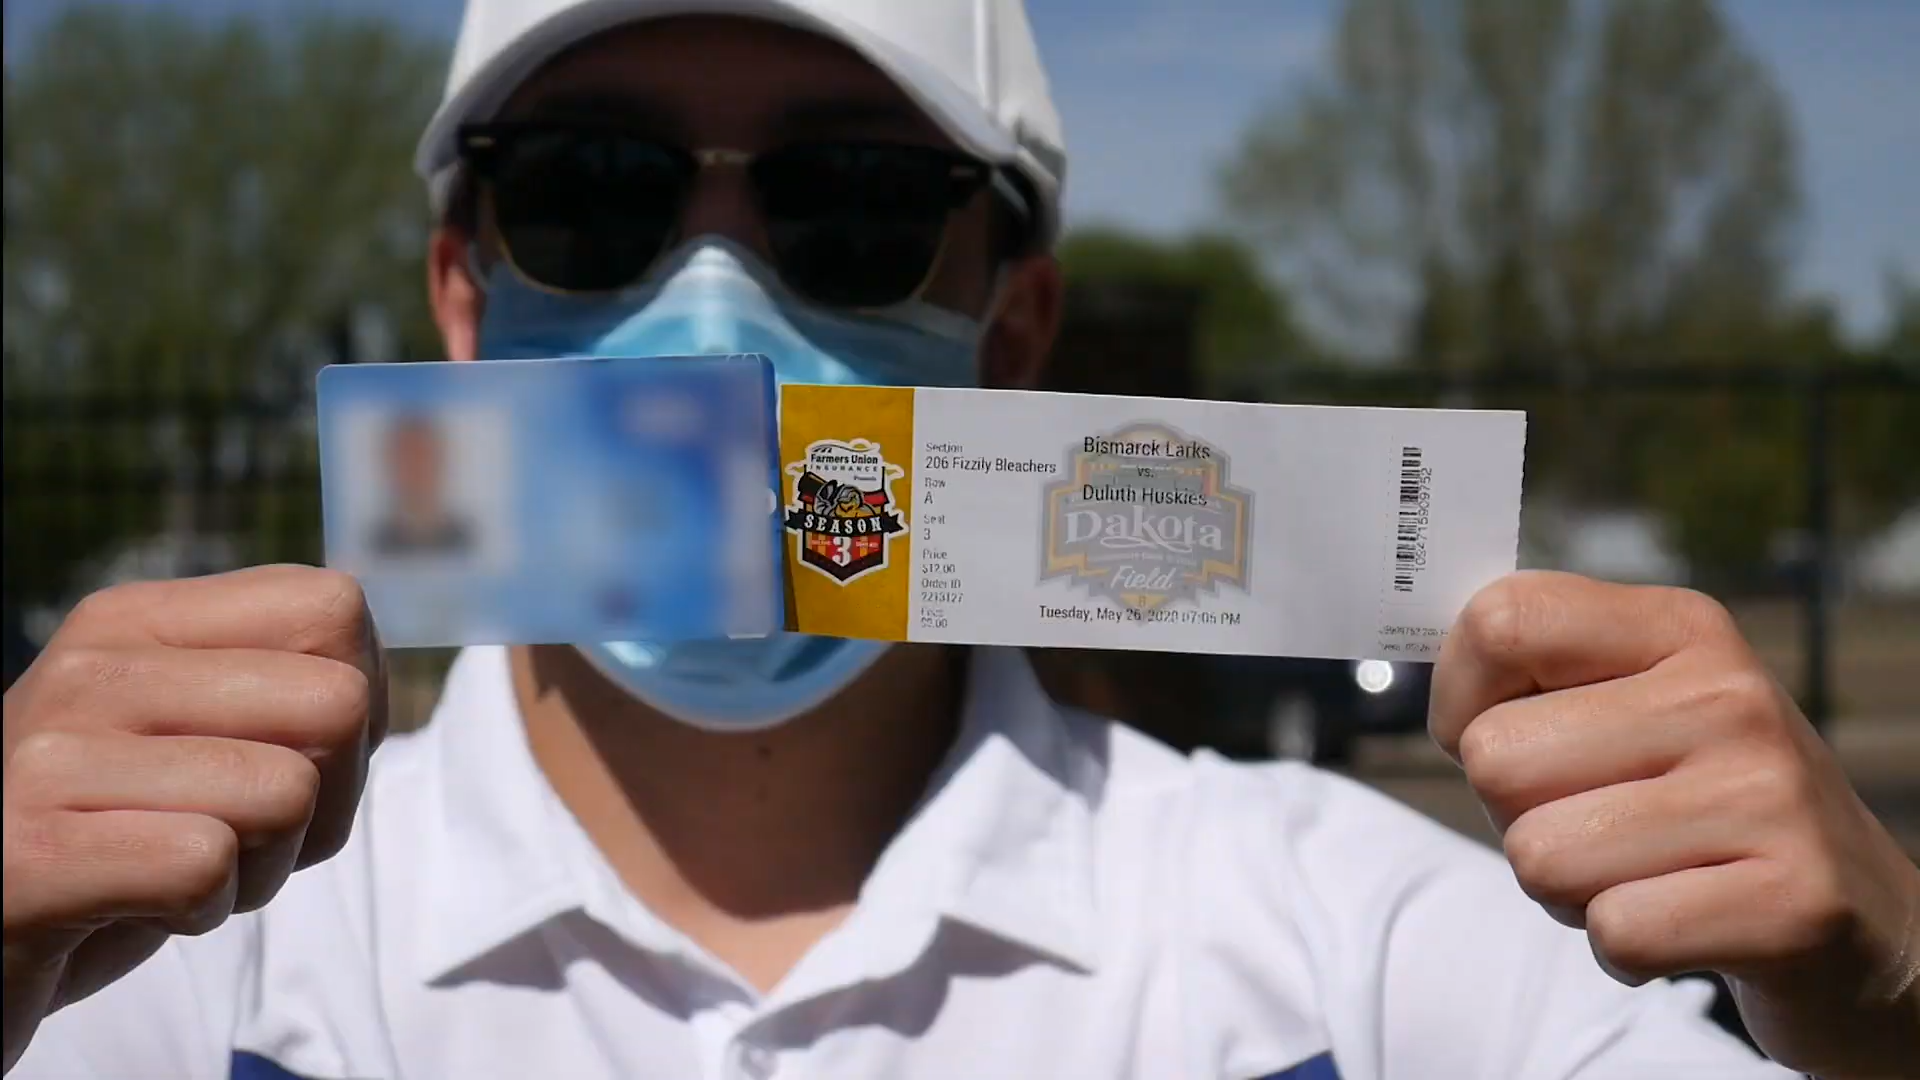 Farmers Union
INSURANCE
Presents
SEASON
3
Section
206 Fizzily Bleachers
Row
A
Seat
3
Price
$12.00
Order ID
2213127
Fees
$0.00
Bismarck Larks
vs.
Duluth Huskies
Dakota
Field
Tuesday, May 26, 2020 07:05 PM